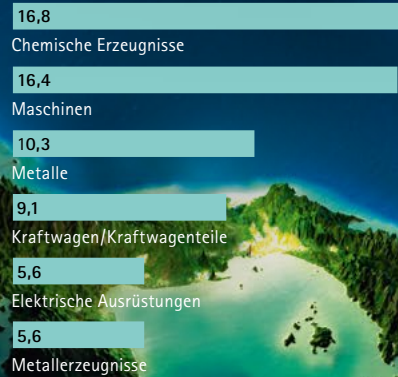 16,8
Chemische Erzeugnisse
16,4
Maschinen
10,3
Metalle
9,1
Kraftwagen/Kraftwagenteile
5,6
Elektrische Ausrüstungen
5,6
Metallerzeugnisse